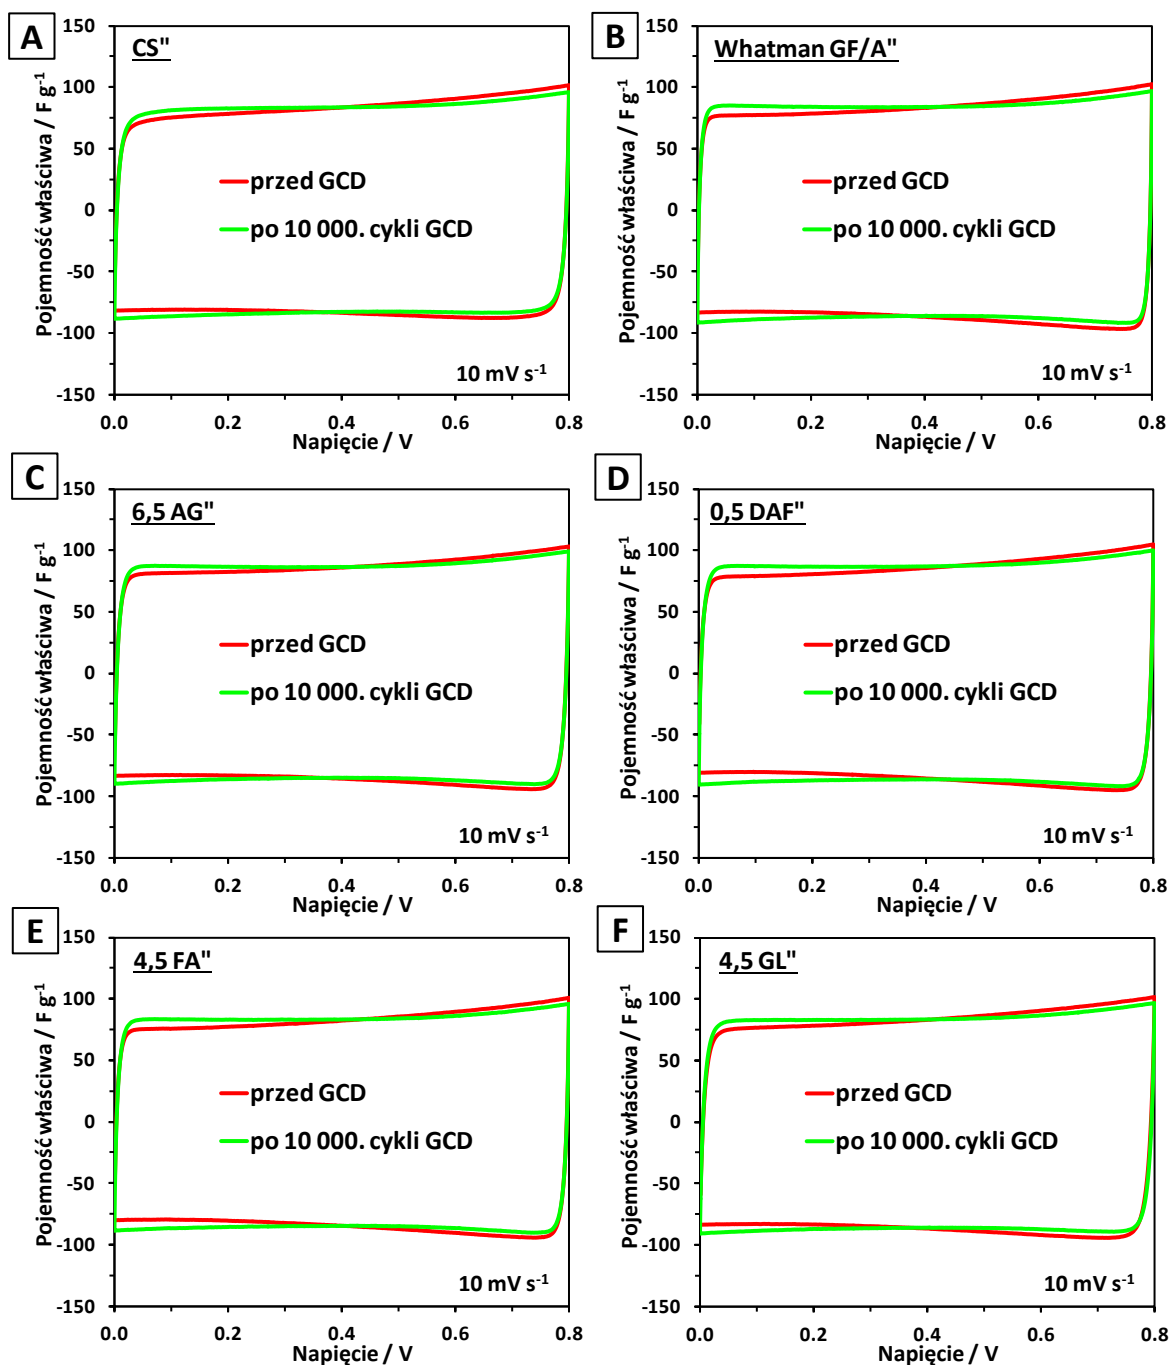 A
CS"
Pojemność właściwa / F g-1
150
100
50
0
-50
-100
-150
przed GCD
po 10 000. cykli GCD
10 mV s-1
0.0 0.2 0.4 0.6 0.8
Napięcie / V
B
Whatman GF/A"
Pojemność właściwa / F g-1
150
100
50
0
-50
-100
-150
przed GCD
po 10 000. cykli GCD
10 mV s-1
0.0 0.2 0.4 0.6 0.8
Napięcie / V
C
6,5 AG"
Pojemność właściwa / F g-1
150
100
50
0
-50
-100
-150
przed GCD
po 10 000. cykli GCD
10 mV s-1
0.0 0.2 0.4 0.6 0.8
Napięcie / V
D
0,5 DAF"
Pojemność właściwa / F g-1
150
100
50
0
-50
-100
-150
przed GCD
po 10 000. cykli GCD
10 mV s-1
0.0 0.2 0.4 0.6 0.8
Napięcie / V
E
4,5 FA"
Pojemność właściwa / F g-1
150
100
50
0
-50
-100
-150
przed GCD
po 10 000. cykli GCD
10 mV s-1
0.0 0.2 0.4 0.6 0.8
Napięcie / V
F
4,5 GL"
Pojemność właściwa / F g-1
150
100
50
0
-50
-100
-150
przed GCD
po 10 000. cykli GCD
10 mV s-1
0.0 0.2 0.4 0.6 0.8
Napięcie / V